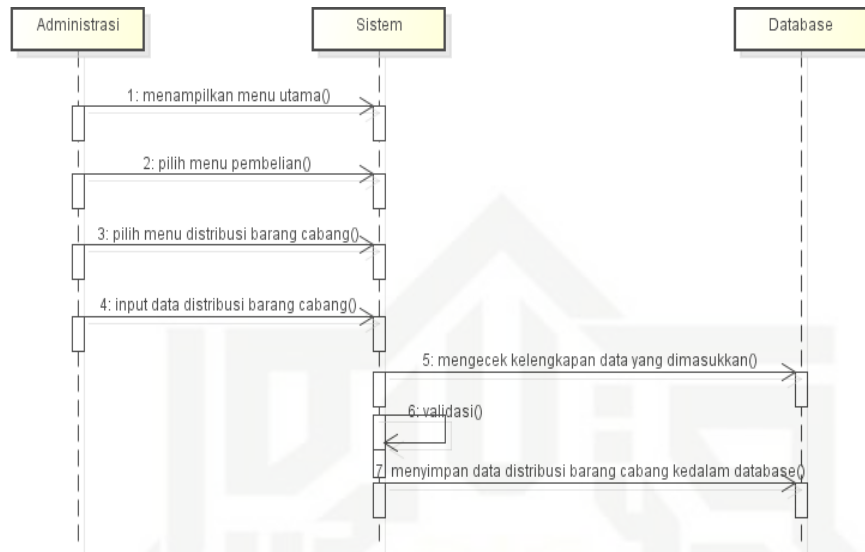 Administrasi
Sistem
Database
1: menampilkan menu utama()
2: pilih menu pembelian()
3: pilih menu distribusi barang cabang()
4: input data distribusi barang cabang()
5: mengecek kelengkapan data yang dimasukkan()
6: validasi()
7: menyimpan data distribusi barang cabang kedalam database()